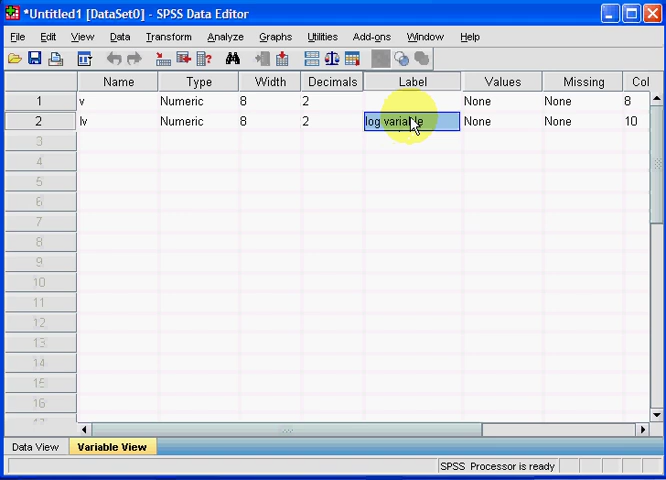 *Untitled1 [DataSet0] - SPSS Data Editor
File Edit View Data Transform Analyze Graphs Utilities Add-ons Window Help
Name Type Width Decimals Label Values Missing Col
1 v Numeric 8 2 None None 8
2 lv Numeric 8 2 log variable None None 10
3
4
5
6
7
8
9
10
11
12
13
14
15
16
17
Data View Variable View
SPSS Processor is ready